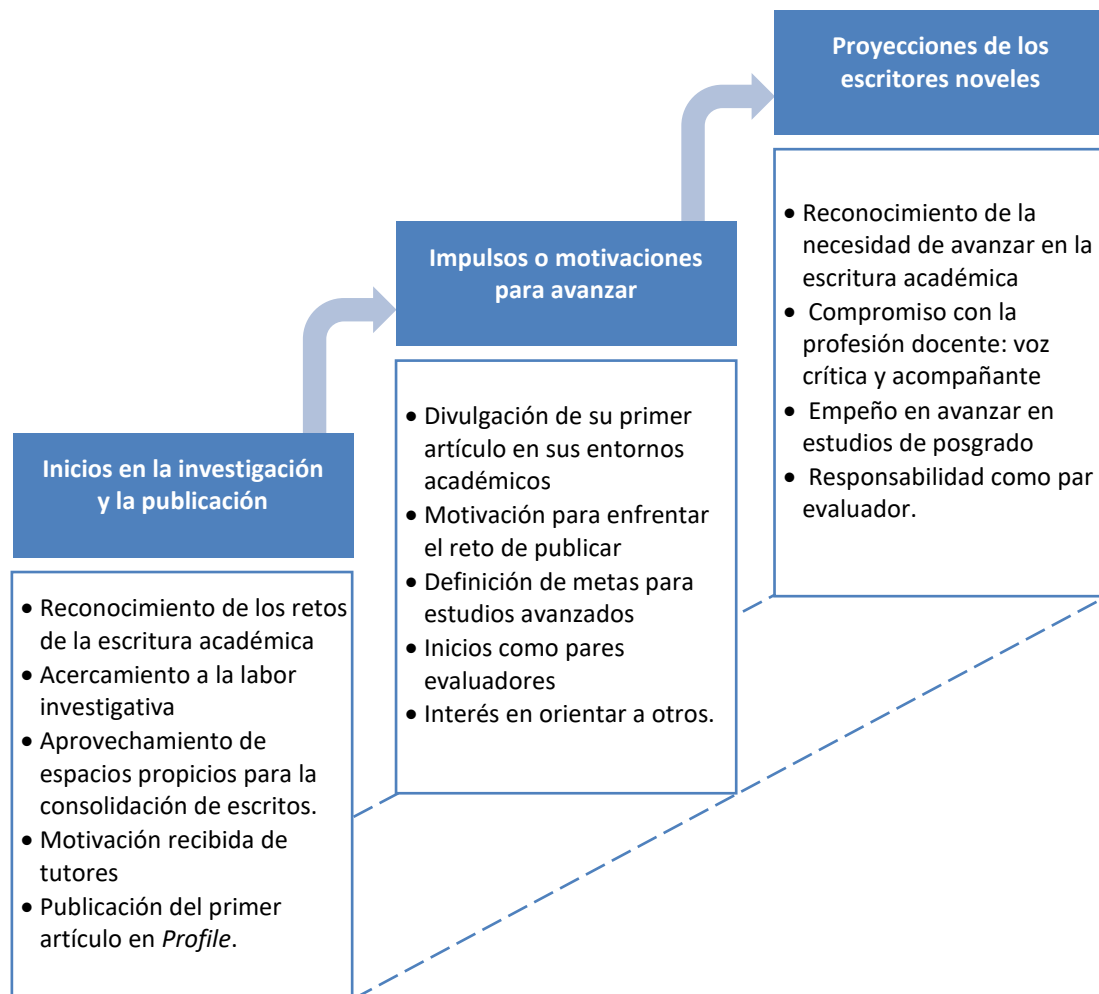 Inicios en la investigación
y la publicación
• Reconocimiento de los retos
de la escritura académica
• Acercamiento a la labor
investigativa
• Aprovechamiento de
espacios propicios para la
consolidación de escritos.
• Motivación recibida de
tutores
• Publicación del primer
artículo en Profile.
Impulsos o motivaciones
para avanzar
• Divulgación de su primer
artículo en sus entornos
académicos
• Motivación para enfrentar
el reto de publicar
• Definición de metas para
estudios avanzados
• Inicios como pares
evaluadores
• Interés en orientar a otros.
Proyecciones de los
escritores noveles
• Reconocimiento de la
necesidad de avanzar en la
escritura académica
• Compromiso con la
profesión docente: voz
crítica y acompañante
• Empeño en avanzar en
estudios de posgrado
• Responsabilidad como par
evaluador.